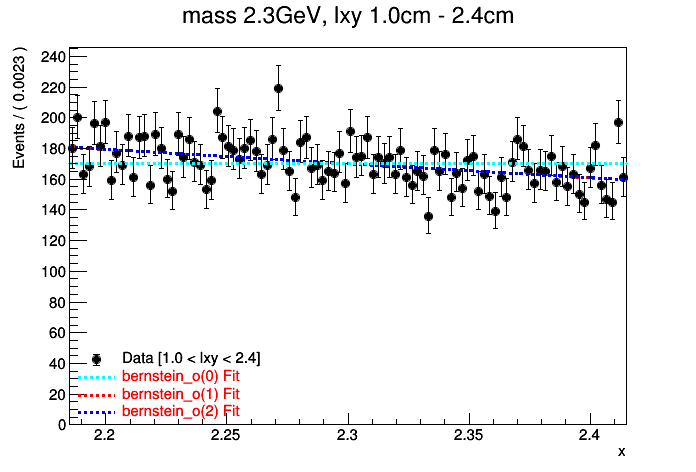 mass 2.3GeV, lxy 1.0cm - 2.4cm
Events / ( 0.0023 )
240
220
200
180
160
140
120
100
80
60
40
20
0
Data [1.0 < lxy < 2.4]
bernstein_o(0) Fit
bernstein_o(1) Fit
bernstein_o(2) Fit
2.2 2.25 2.3 2.35 2.4
x